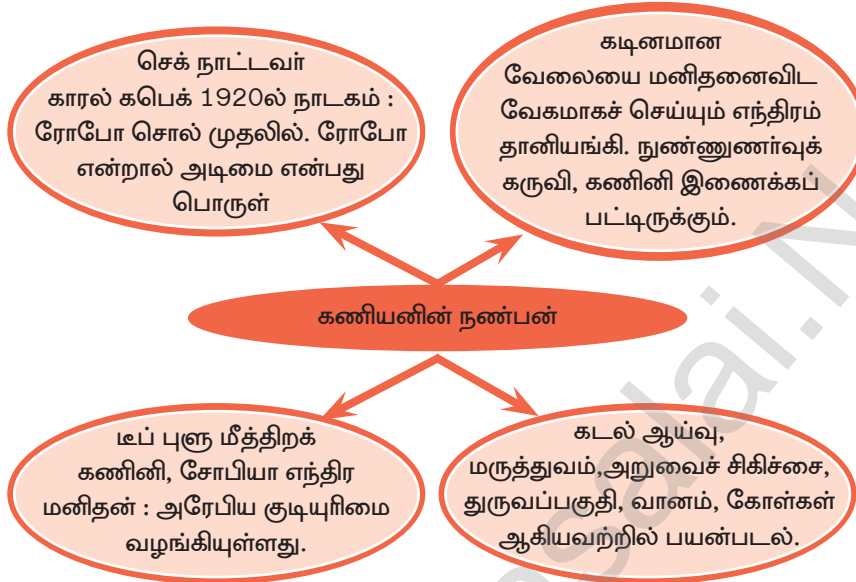 செக் நாட்டவர்
காரல் கபெக் 1920ல் நாடகம் :
ரோபோ சொல் முதலில். ரோபோ
என்றால் அடிமை என்பது
பொருள்
கடினமான
வேலையை மனிதனைவிட
வேகமாகச் செய்யும் எந்திரம்
தானியங்கி. நுண்ணுணர்வுக்
கருவி, கணினி இணைக்கப்
பட்டிருக்கும்.
கணியனின் நண்பன்
டீப் புளு மீத்திறக்
கணினி, சோபியா எந்திர
மனிதன் : அரேபிய குடியுரிமை
வழங்கியுள்ளது.
கடல் ஆய்வு,
மருத்துவம்,அறுவைச் சிகிச்சை,
துருவப்பகுதி, வானம், கோள்கள்
ஆகியவற்றில் பயன்படல்.
salai.N